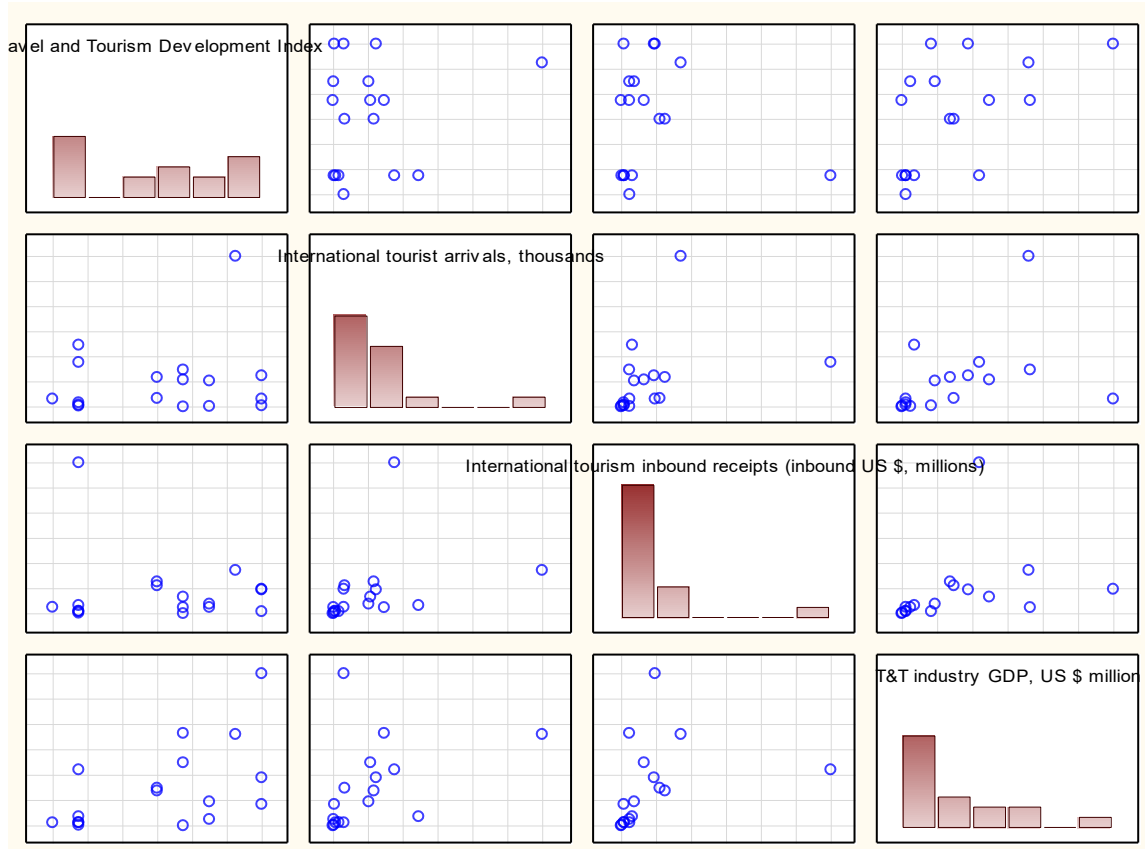 avel and Tourism Development Index
International tourist arrivals, thousands
International tourism inbound receipts (inbound US $, millions)
T&T industry GDP, US $ million